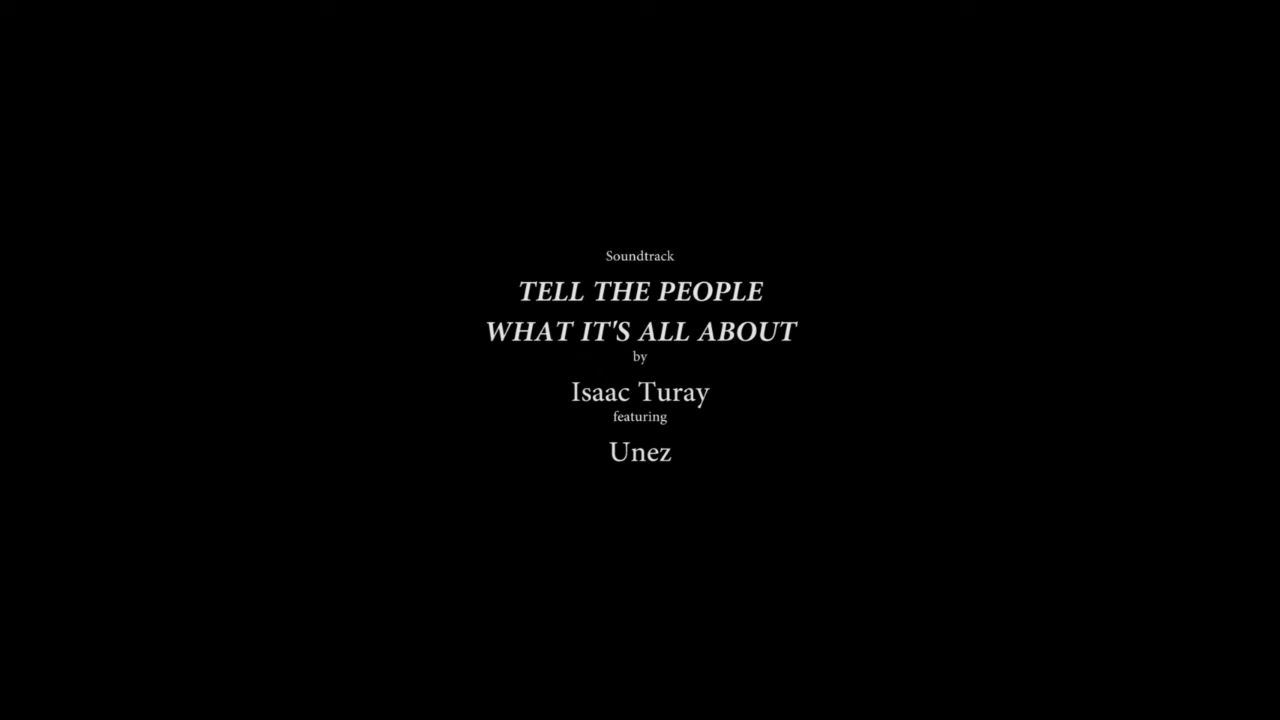 Soundtrack
TELL THE PEOPLE
WHAT IT'S ALL ABOUT
by
Isaac Turay
featuring
Unez